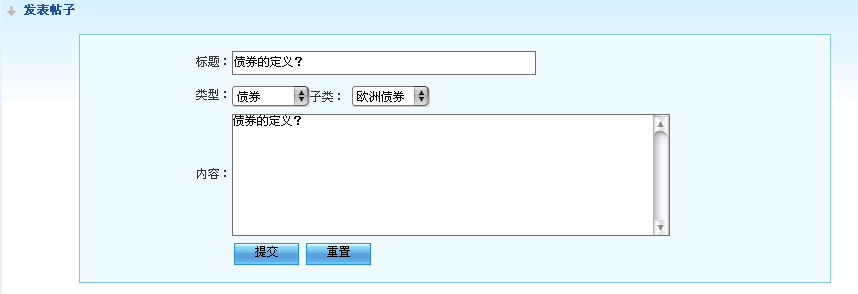 发表帖子
标题：债券的定义？
类型：债券 子类： 欧洲债券
债券的定义？
内容：
提交 重置